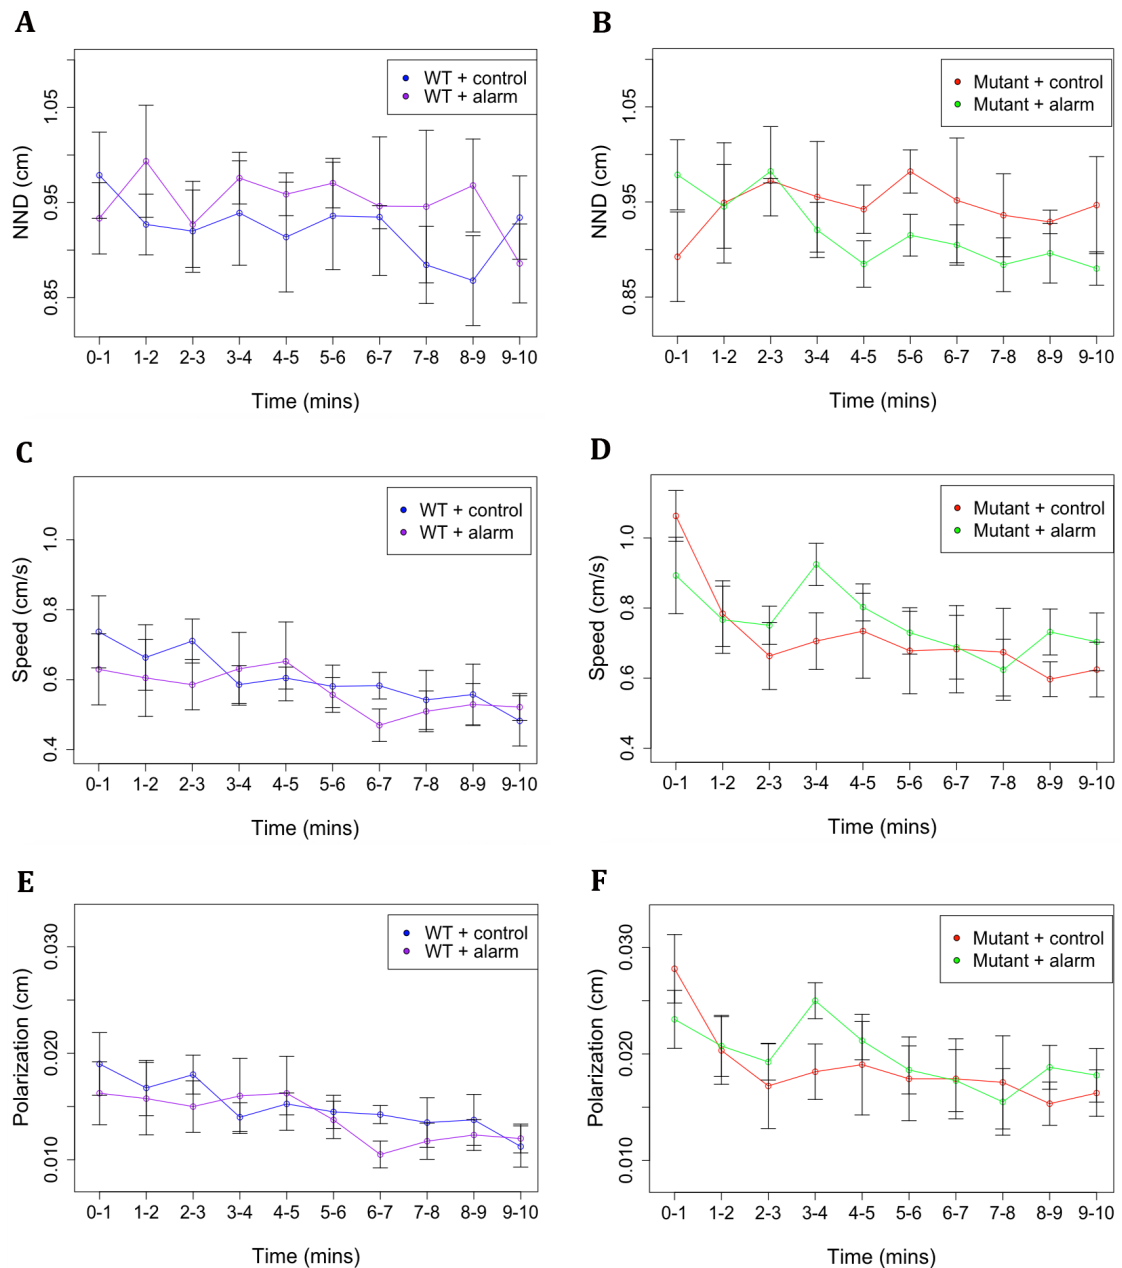 A
NND (cm)
1.05
0.95
0.85
WT + control
WT + alarm
0-1 1-2 2-3 3-4 4-5 5-6 6-7 7-8 8-9 9-10
Time (mins)
B
NND (cm)
1.05
0.95
0.85
Mutant + control
Mutant + alarm
0-1 1-2 2-3 3-4 4-5 5-6 6-7 7-8 8-9 9-10
Time (mins)
C
Speed (cm/s)
1.0
0.8
0.6
0.4
WT + control
WT + alarm
0-1 1-2 2-3 3-4 4-5 5-6 6-7 7-8 8-9 9-10
Time (mins)
D
Speed (cm/s)
1.0
0.8
0.6
0.4
Mutant + control
Mutant + alarm
0-1 1-2 2-3 3-4 4-5 5-6 6-7 7-8 8-9 9-10
Time (mins)
E
Polarization (cm)
0.030
0.020
0.010
WT + control
WT + alarm
0-1 1-2 2-3 3-4 4-5 5-6 6-7 7-8 8-9 9-10
Time (mins)
F
Polarization (cm)
0.030
0.020
0.010
Mutant + control
Mutant + alarm
0-1 1-2 2-3 3-4 4-5 5-6 6-7 7-8 8-9 9-10
Time (mins)